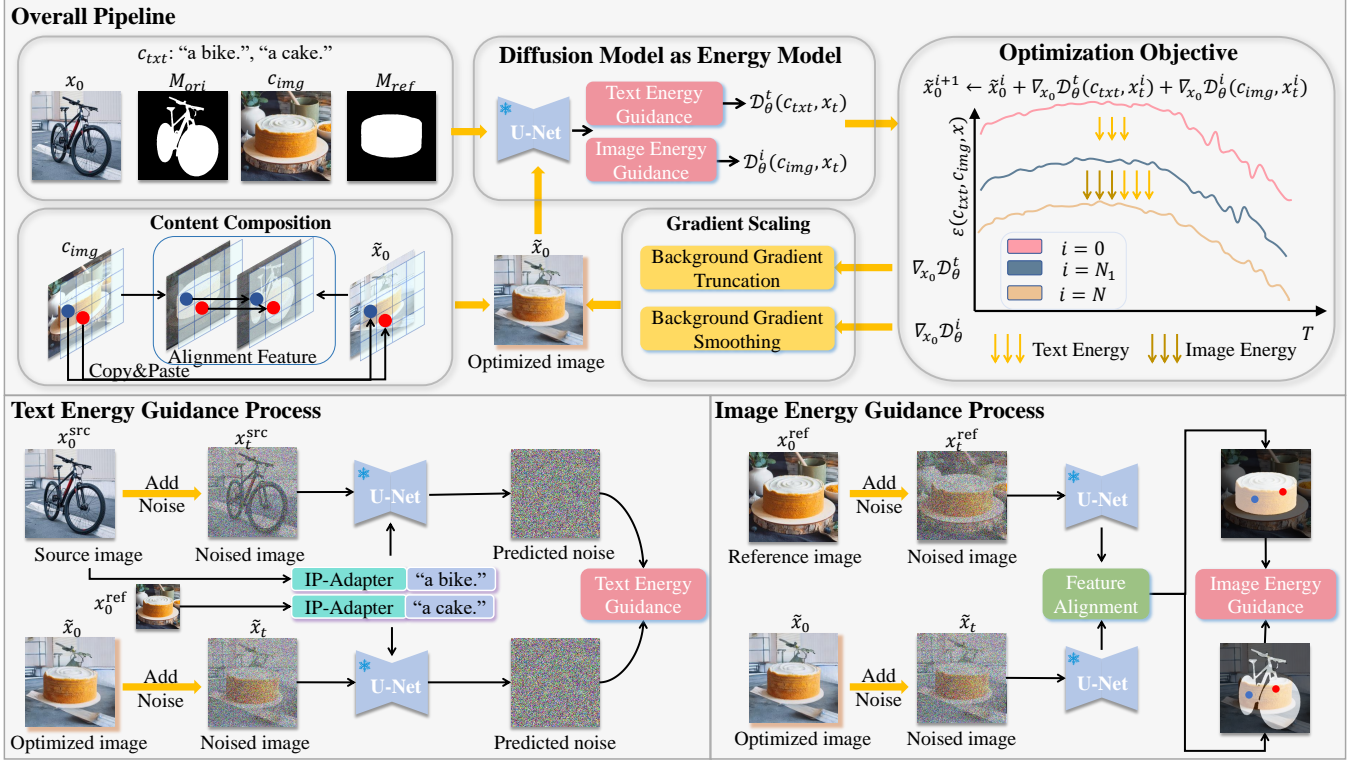 Overall Pipeline
c_txt: “a bike.”, “a cake.”
x_0
M_ori
c_img
M_ref
Diffusion Model as Energy Model
U-Net
Text Energy
Guidance
𝒟_θ^t(c_txt, x_t)
Image Energy
Guidance
𝒟_θ^i(c_img, x_t)
Optimization Objective
x̃_0^{i+1} ← x̃_0^i + ∇_{x_0} 𝒟_θ^t(c_txt, x_t^i) + ∇_{x_0} 𝒟_θ^i(c_img, x_t^i)
ε(c_txt, c_img, x)
i = 0
i = N_1
i = N
T
Text Energy
Image Energy
Content Composition
c_img
x̃_0
Alignment Feature
Copy&Paste
x̃_0
Optimized image
Gradient Scaling
Background Gradient
Truncation
Background Gradient
Smoothing
∇_{x_0} 𝒟_θ^t
∇_{x_0} 𝒟_θ^i
Text Energy Guidance Process
x_0^src
Add
Noise
x_t^src
U-Net
Source image
Noised image
Predicted noise
x_0^ref
IP-Adapter
“a bike.”
IP-Adapter
“a cake.”
Text Energy
Guidance
x̃_0
Add
Noise
x̃_t
U-Net
Optimized image
Noised image
Predicted noise
Image Energy Guidance Process
x_0^ref
Add
Noise
x_t^ref
U-Net
Reference image
Noised image
Feature
Alignment
Image Energy
Guidance
x̃_0
Add
Noise
x̃_t
U-Net
Optimized image
Noised image